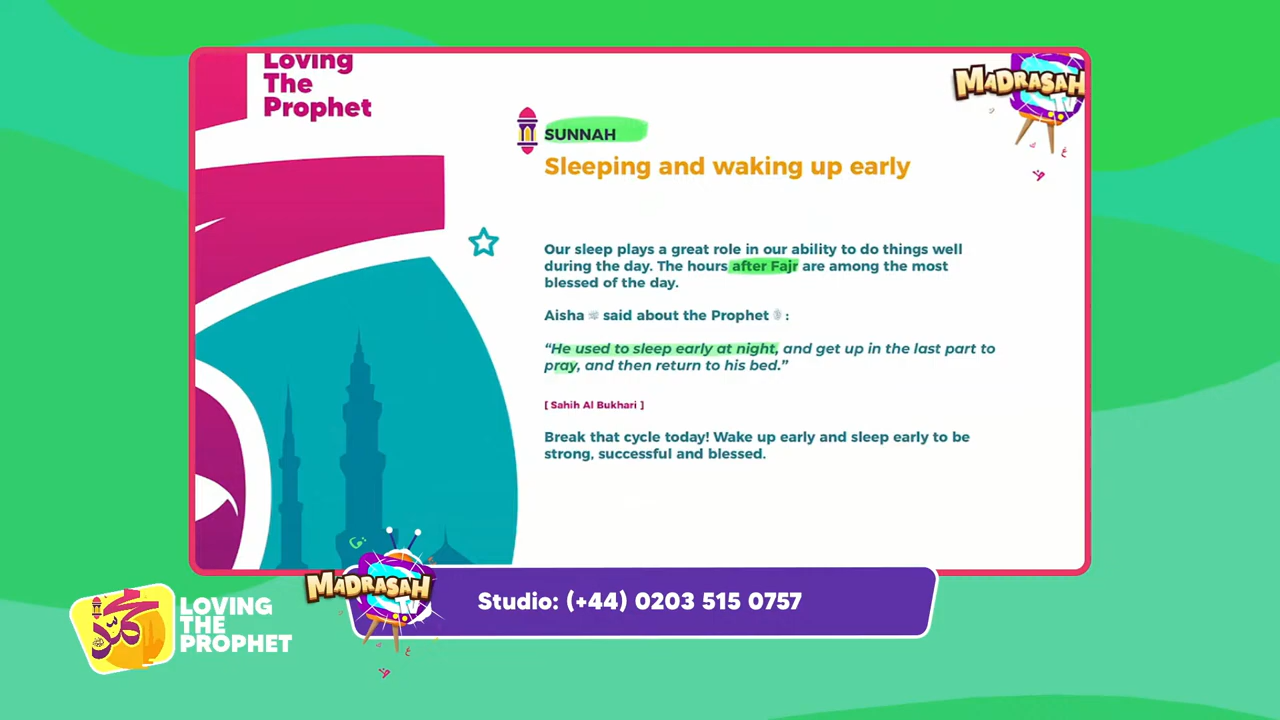 Loving
The
Prophet
MADRASAH
TV
SUNNAH
Sleeping and waking up early
Our sleep plays a great role in our ability to do things well
during the day. The hours after Fajr are among the most
blessed of the day.
Aisha said about the Prophet :
“He used to sleep early at night, and get up in the last part to
pray, and then return to his bed.”
[ Sahih Al Bukhari ]
Break that cycle today! Wake up early and sleep early to be
strong, successful and blessed.
MADRASAH
TV
Studio: (+44) 0203 515 0757
LOVING
THE
PROPHET